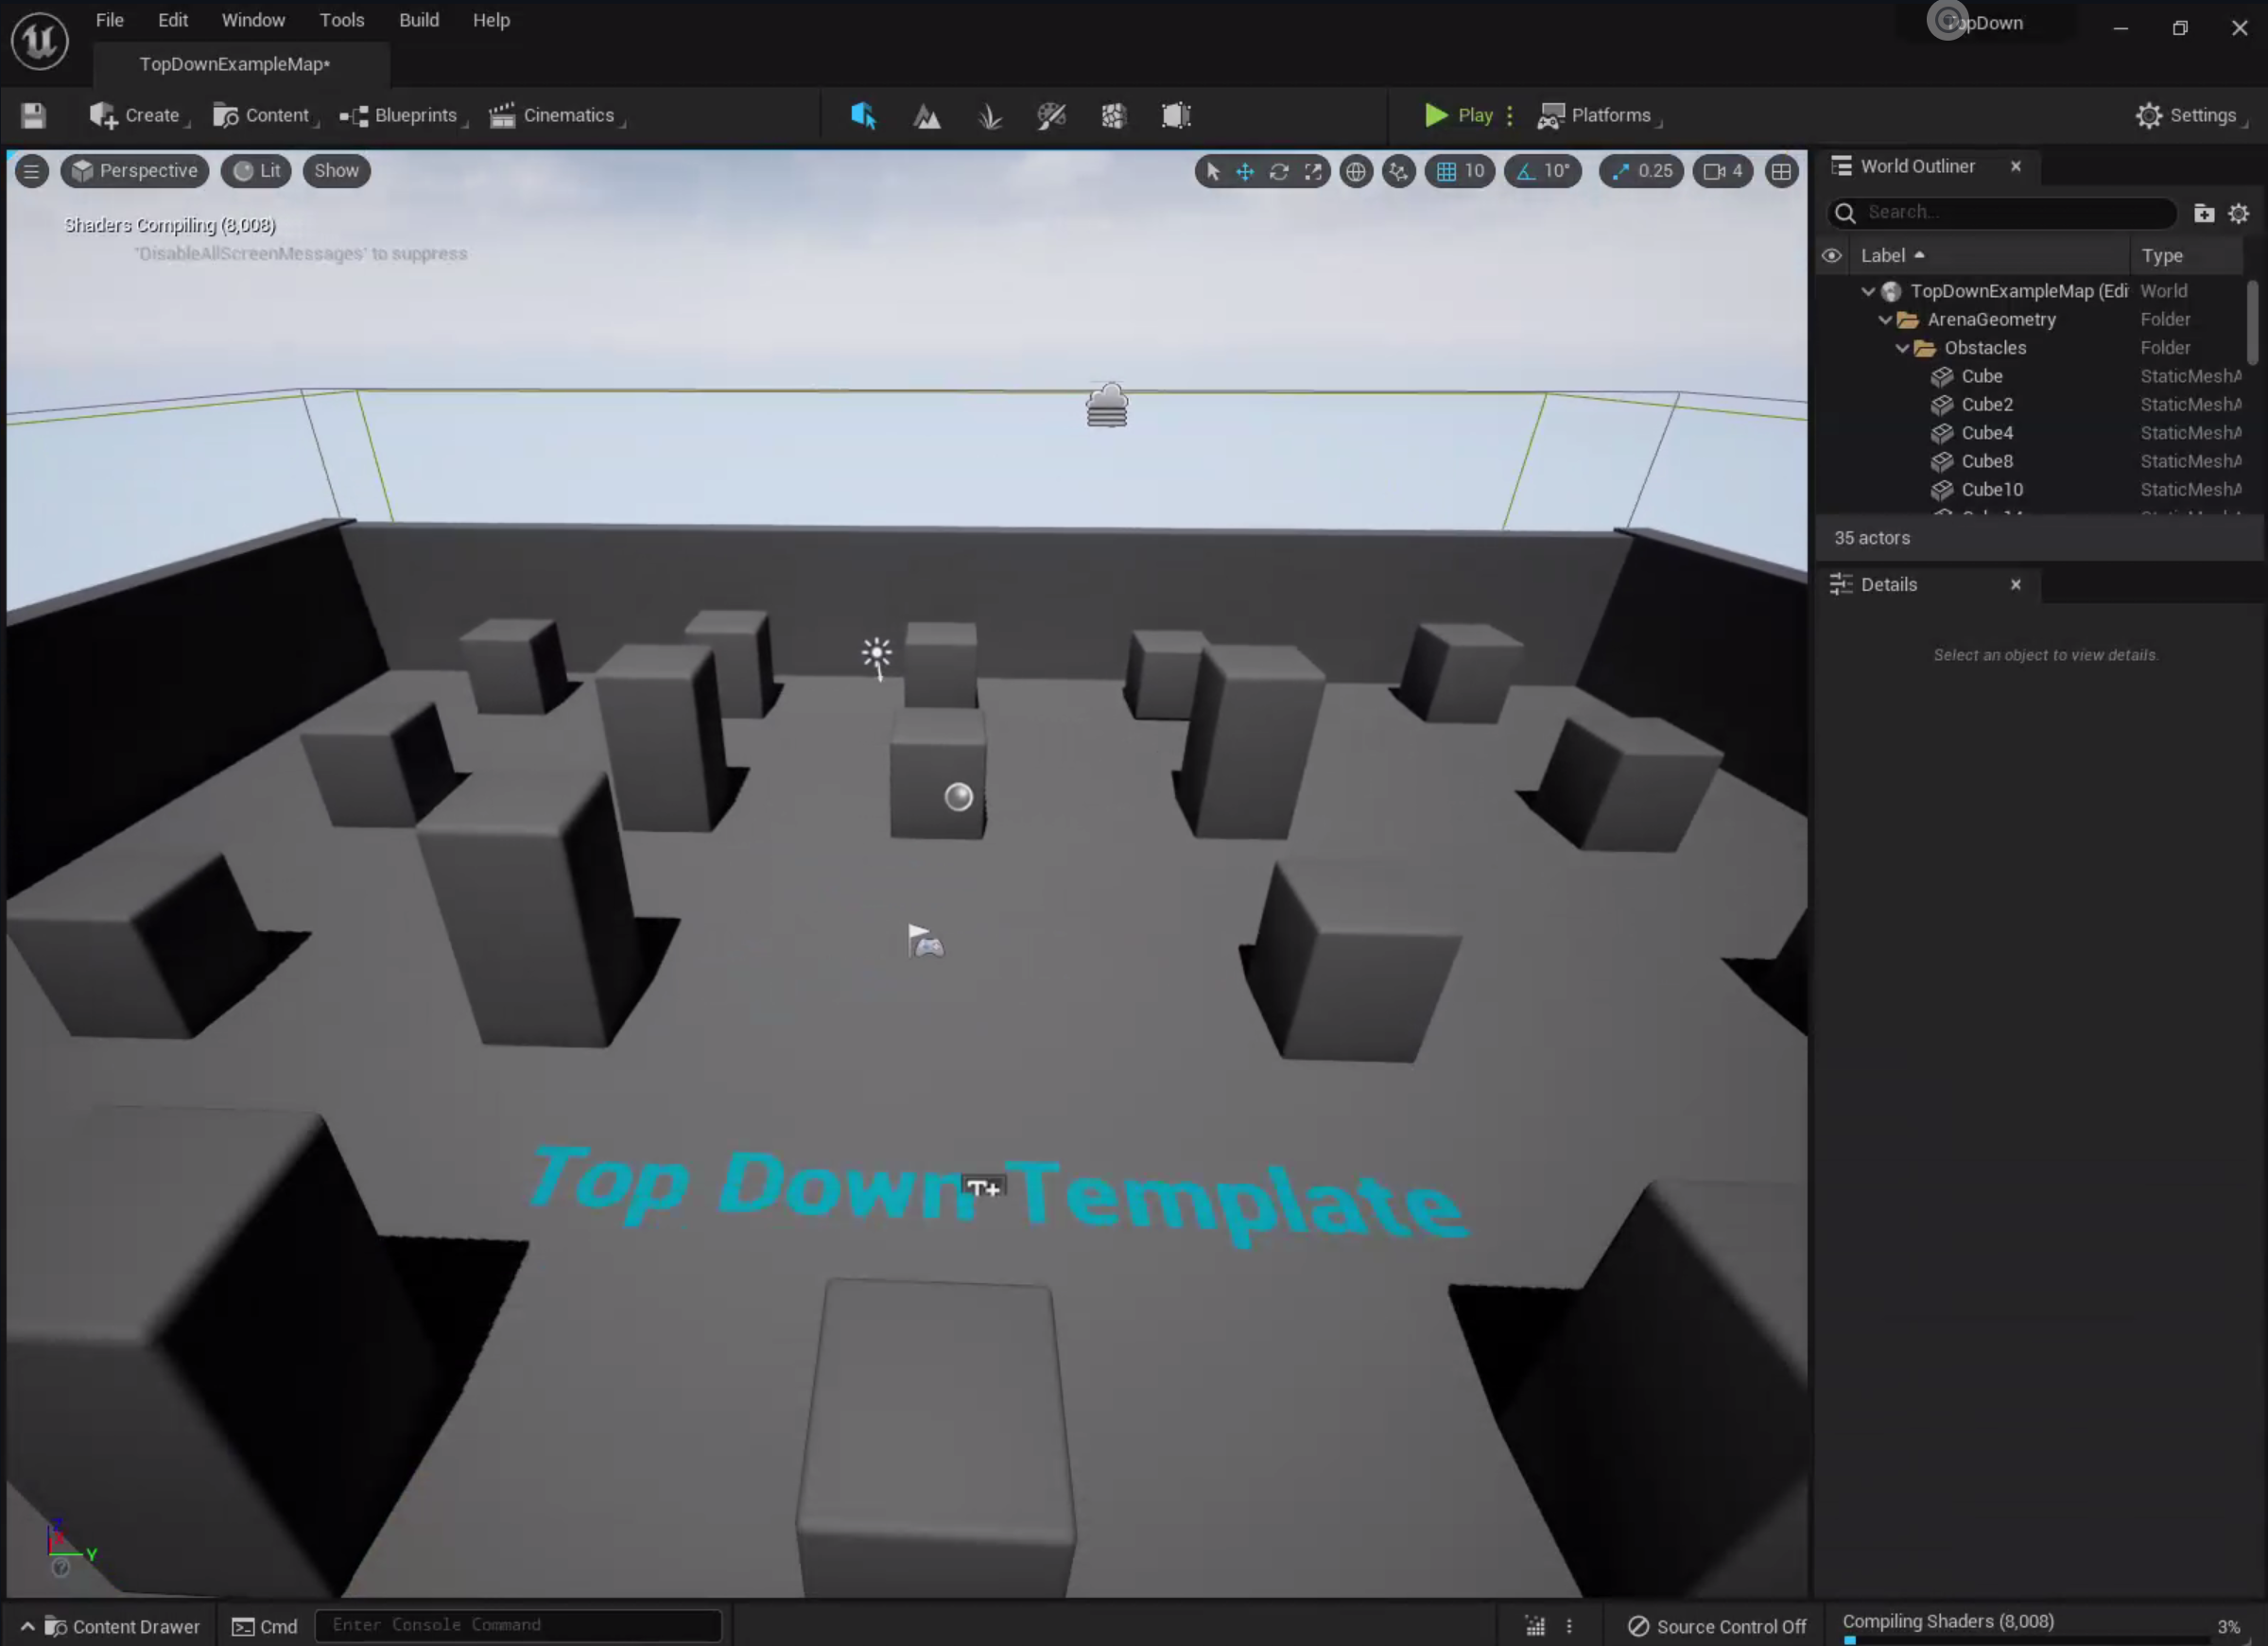 File Edit Window Tools Build Help
TopDown
TopDownExampleMap*
Create Content Blueprints Cinematics Play Platforms Settings
Perspective Lit Show 10 10° 0.25 4
World Outliner
Search...
Shaders Compiling (8,008)
'DisableAllScreenMessages' to suppress
Label Type
TopDownExampleMap (Edi World
ArenaGeometry Folder
Obstacles Folder
Cube StaticMeshA
Cube2 StaticMeshA
Cube4 StaticMeshA
Cube8 StaticMeshA
Cube10 StaticMeshA
35 actors
Details
Select an object to view details.
Top Down Template
T+
Z
X
Y
Content Drawer Cmd Enter Console Command Source Control Off Compiling Shaders (8,008) 3%